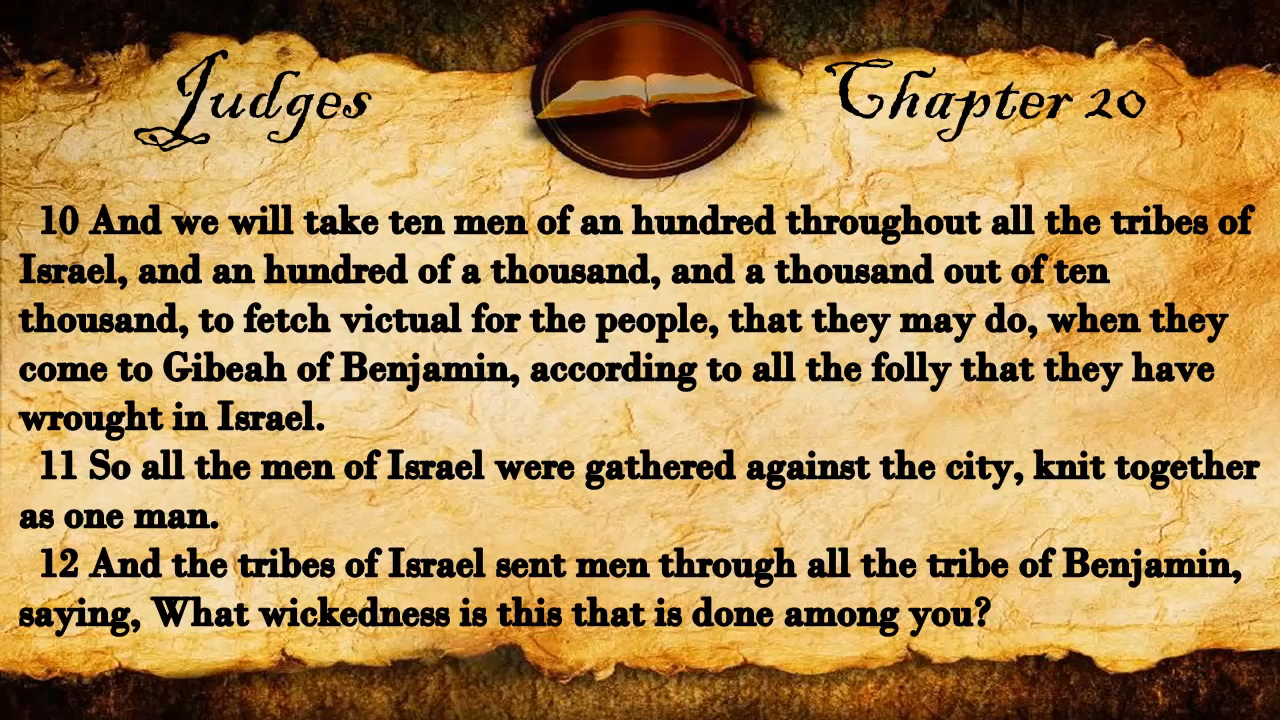 Judges
Chapter 20
10 And we will take ten men of an hundred throughout all the tribes of
Israel, and an hundred of a thousand, and a thousand out of ten
thousand, to fetch victual for the people, that they may do, when they
come to Gibeah of Benjamin, according to all the folly that they have
wrought in Israel.
11 So all the men of Israel were gathered against the city, knit together
as one man.
12 And the tribes of Israel sent men through all the tribe of Benjamin,
saying, What wickedness is this that is done among you?